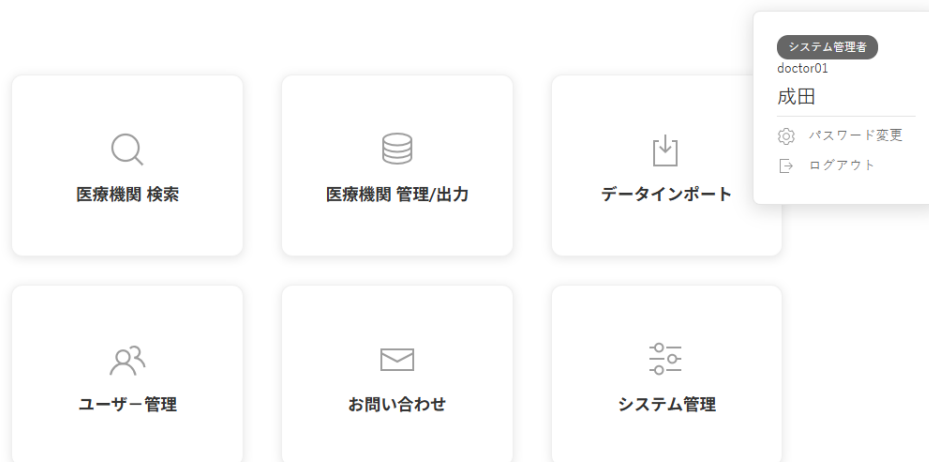 システム管理者
doctor01
成田
パスワード変更
ログアウト
医療機関 検索
医療機関 管理/出力
データインポート
ユーザー管理
お問い合わせ
システム管理